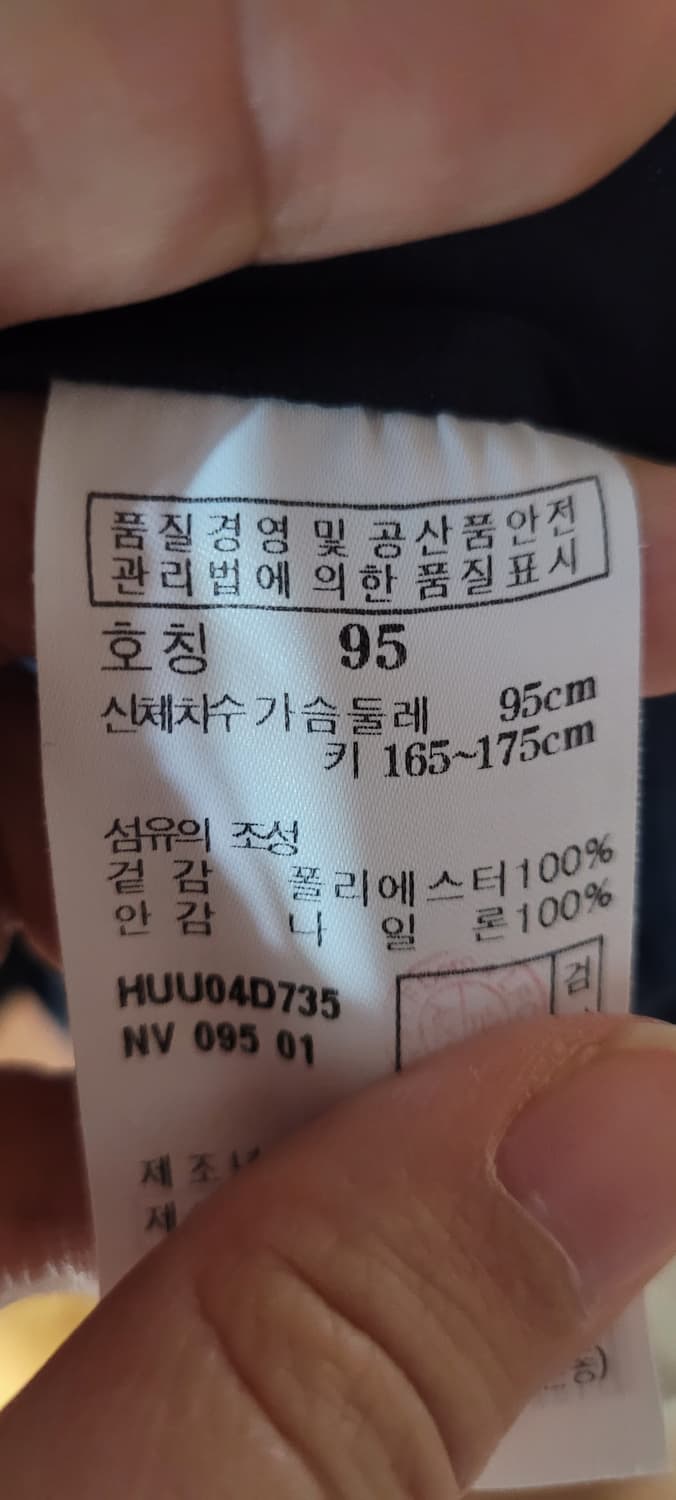 품질경영 및 공산품안전
관리법에 의한 품질표시
호칭 95
신체치수 가슴둘레 95cm
키 165~175cm
섬유의 조성
겉감 폴리에스터100%
안감 나일론100%
HUU04D735
NV 095 01
검
제조